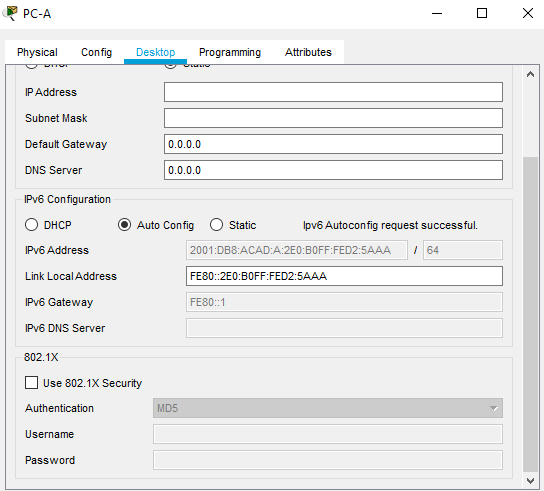 PC-A
Physical Config Desktop Programming Attributes
DHCP Static
IP Address
Subnet Mask
Default Gateway 0.0.0.0
DNS Server 0.0.0.0
IPv6 Configuration
DHCP Auto Config Static Ipv6 Autoconfig request successful.
IPv6 Address 2001:DB8:ACAD:A:2E0:B0FF:FED2:5AAA / 64
Link Local Address FE80::2E0:B0FF:FED2:5AAA
IPv6 Gateway FE80::1
IPv6 DNS Server
802.1X
Use 802.1X Security
Authentication MD5
Username
Password